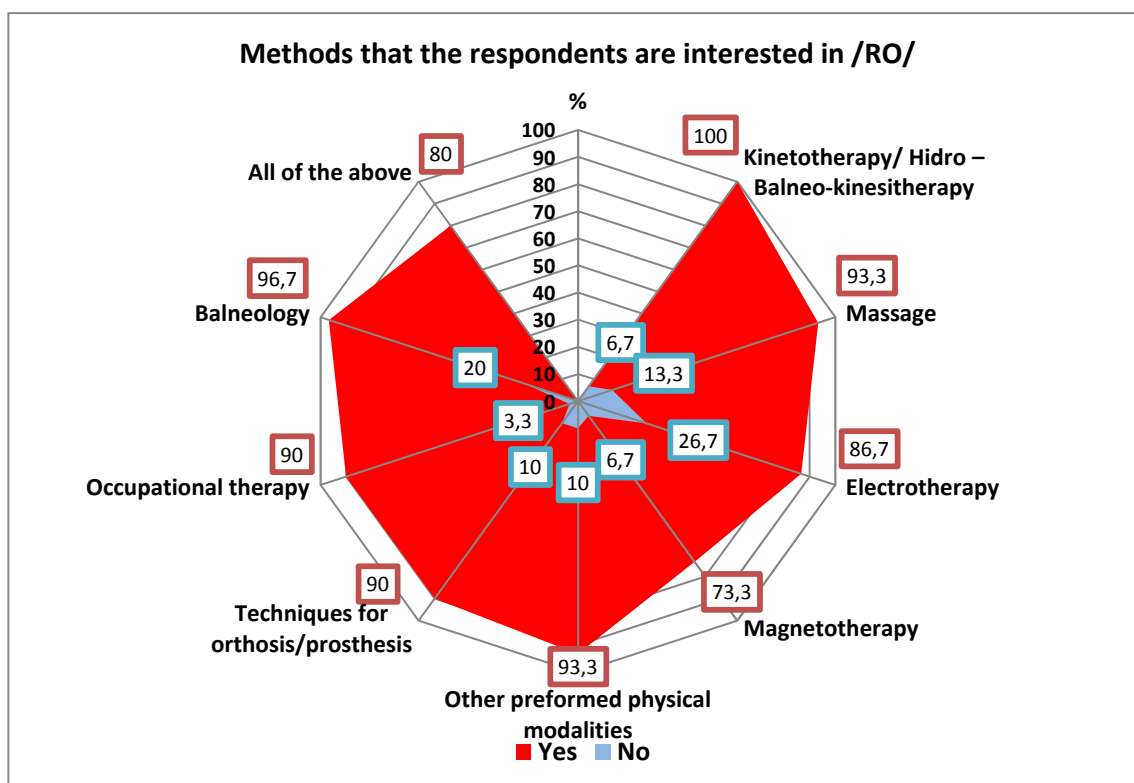 Methods that the respondents are interested in /RO/
%
100
90
80
70
60
50
40
30
20
10
0
100
Kinetotherapy/ Hidro –
Balneo-kinesitherapy
93,3
Massage
86,7
Electrotherapy
73,3
Magnetotherapy
93,3
Other preformed physical
modalities
90
Techniques for
orthosis/prosthesis
90
Occupational therapy
96,7
Balneology
80
All of the above
6,7
13,3
26,7
6,7
10
10
3,3
20
Yes No